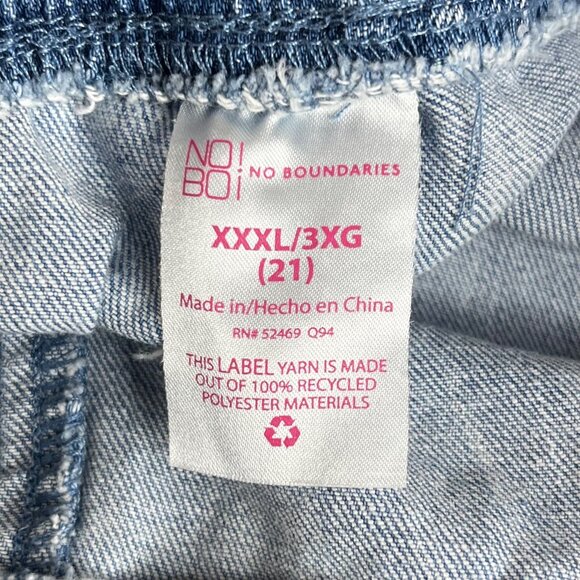 NO!
BO¡
NO BOUNDARIES
XXXL/3XG
(21)
Made in/Hecho en China
RN# 52469 Q94
THIS LABEL YARN IS MADE
OUT OF 100% RECYCLED
POLYESTER MATERIALS